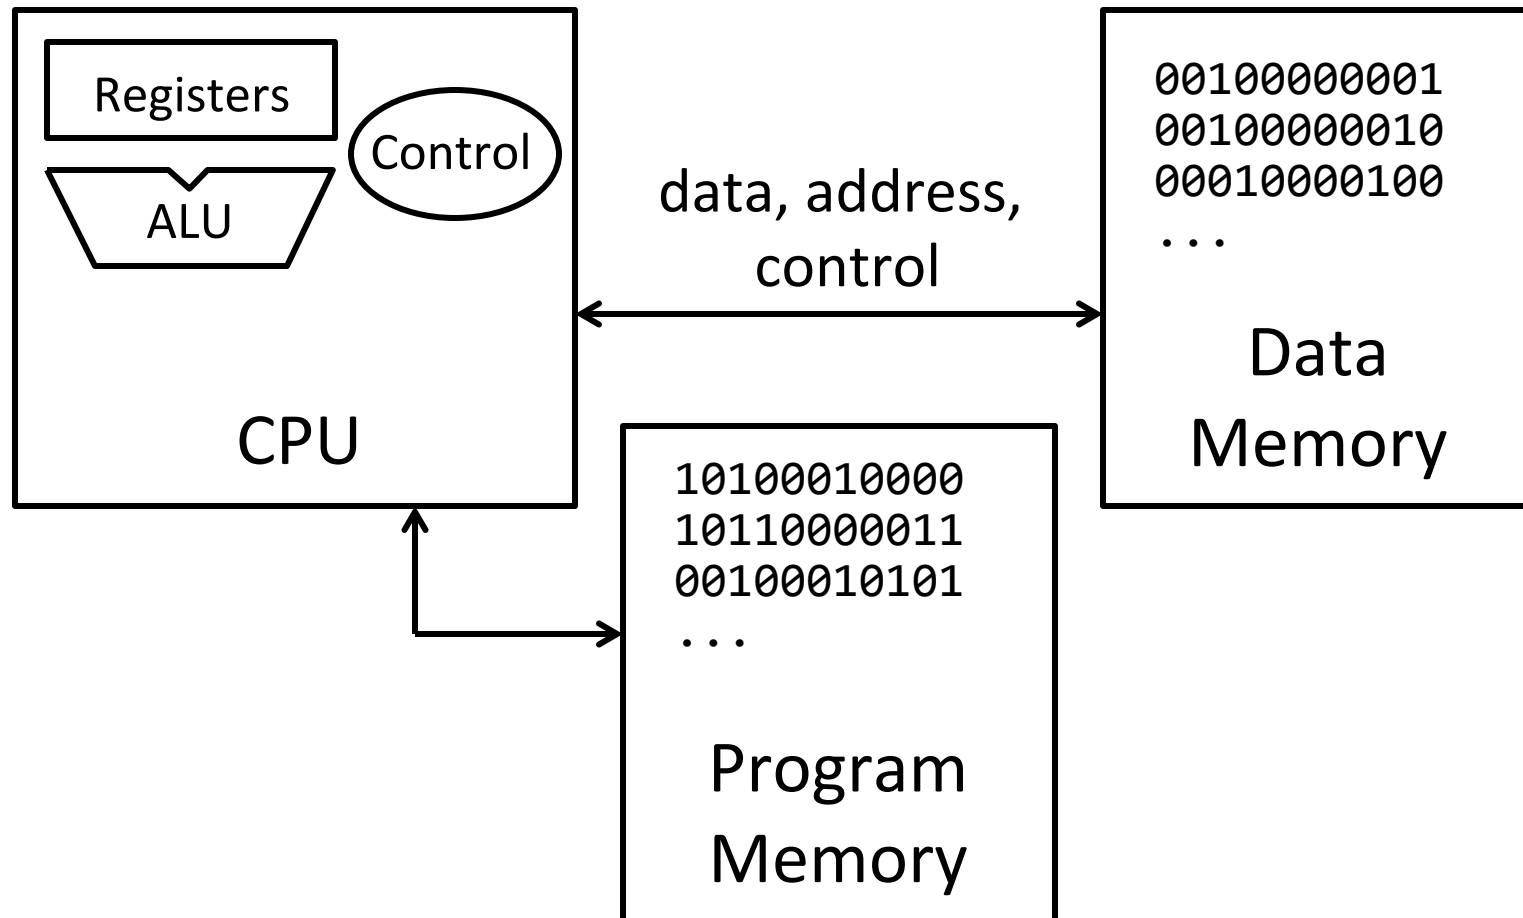 Registers
Control
ALU
CPU
data, address,
control
00100000001
00100000010
00010000100
...
Data
Memory
10100010000
10110000011
00100010101
...
Program
Memory